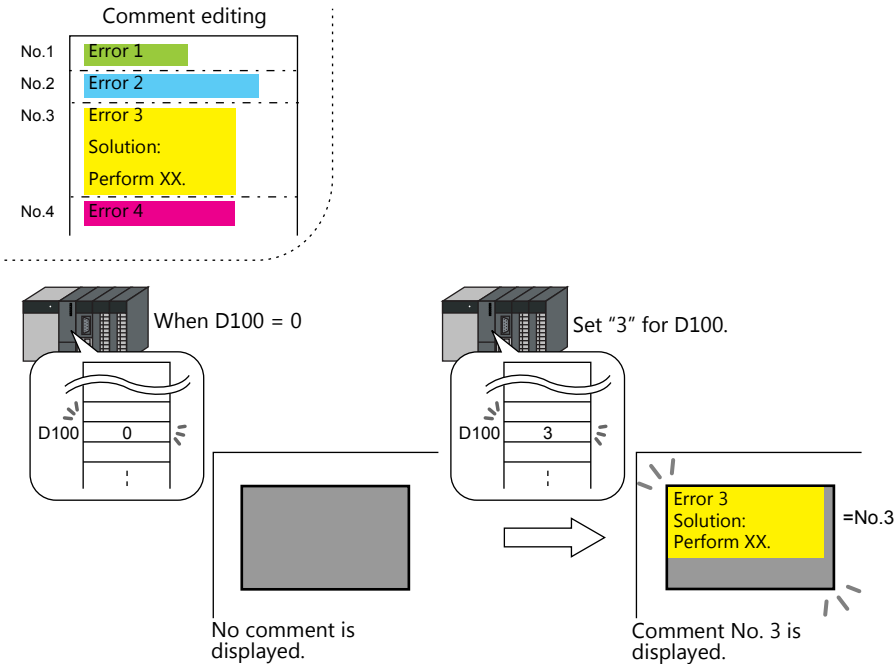 Comment editing
No.1 Error 1
No.2 Error 2
No.3 Error 3
Solution:
Perform XX.
No.4 Error 4
When D100 = 0
Set “3” for D100.
D100 0
D100 3
Error 3
Solution:
Perform XX.
=No.3
No comment is
displayed.
Comment No. 3 is
displayed.